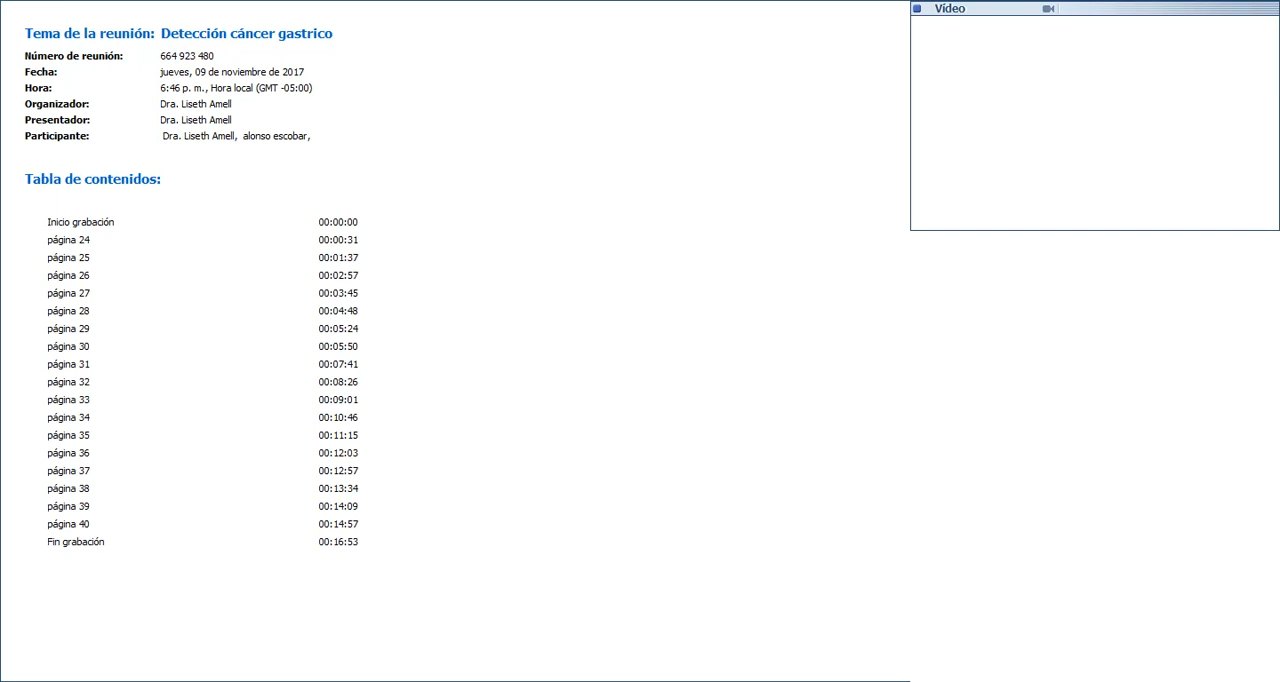 Vídeo
Tema de la reunión: Detección cáncer gastrico
Número de reunión: 664 923 480
Fecha: jueves, 09 de noviembre de 2017
Hora: 6:46 p. m., Hora local (GMT -05:00)
Organizador: Dra. Liseth Amell
Presentador: Dra. Liseth Amell
Participante: Dra. Liseth Amell, alonso escobar,
Tabla de contenidos:
Inicio grabación 00:00:00
página 24 00:00:31
página 25 00:01:37
página 26 00:02:57
página 27 00:03:45
página 28 00:04:48
página 29 00:05:24
página 30 00:05:50
página 31 00:07:41
página 32 00:08:26
página 33 00:09:01
página 34 00:10:46
página 35 00:11:15
página 36 00:12:03
página 37 00:12:57
página 38 00:13:34
página 39 00:14:09
página 40 00:14:57
Fin grabación 00:16:53